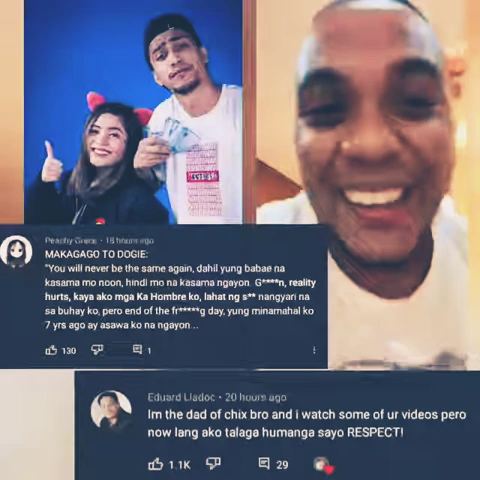 Peachy Grace · 18 hours ago
MAKAGAGO TO DOGIE:
"You will never be the same again, dahil yung babae na
kasama mo noon, hindi mo na kasama ngayon. G****n, reality
hurts, kaya ako mga Ka Hombre ko, lahat ng s** nangyari na
sa buhay ko, pero end of the fr*****g day, yung minamahal ko
7 yrs ago ay asawa ko na ngayon ..
130 1
Eduard Lladoc · 20 hours ago
Im the dad of chix bro and i watch some of ur videos pero
now lang ako talaga humanga sayo RESPECT!
1.1K 29